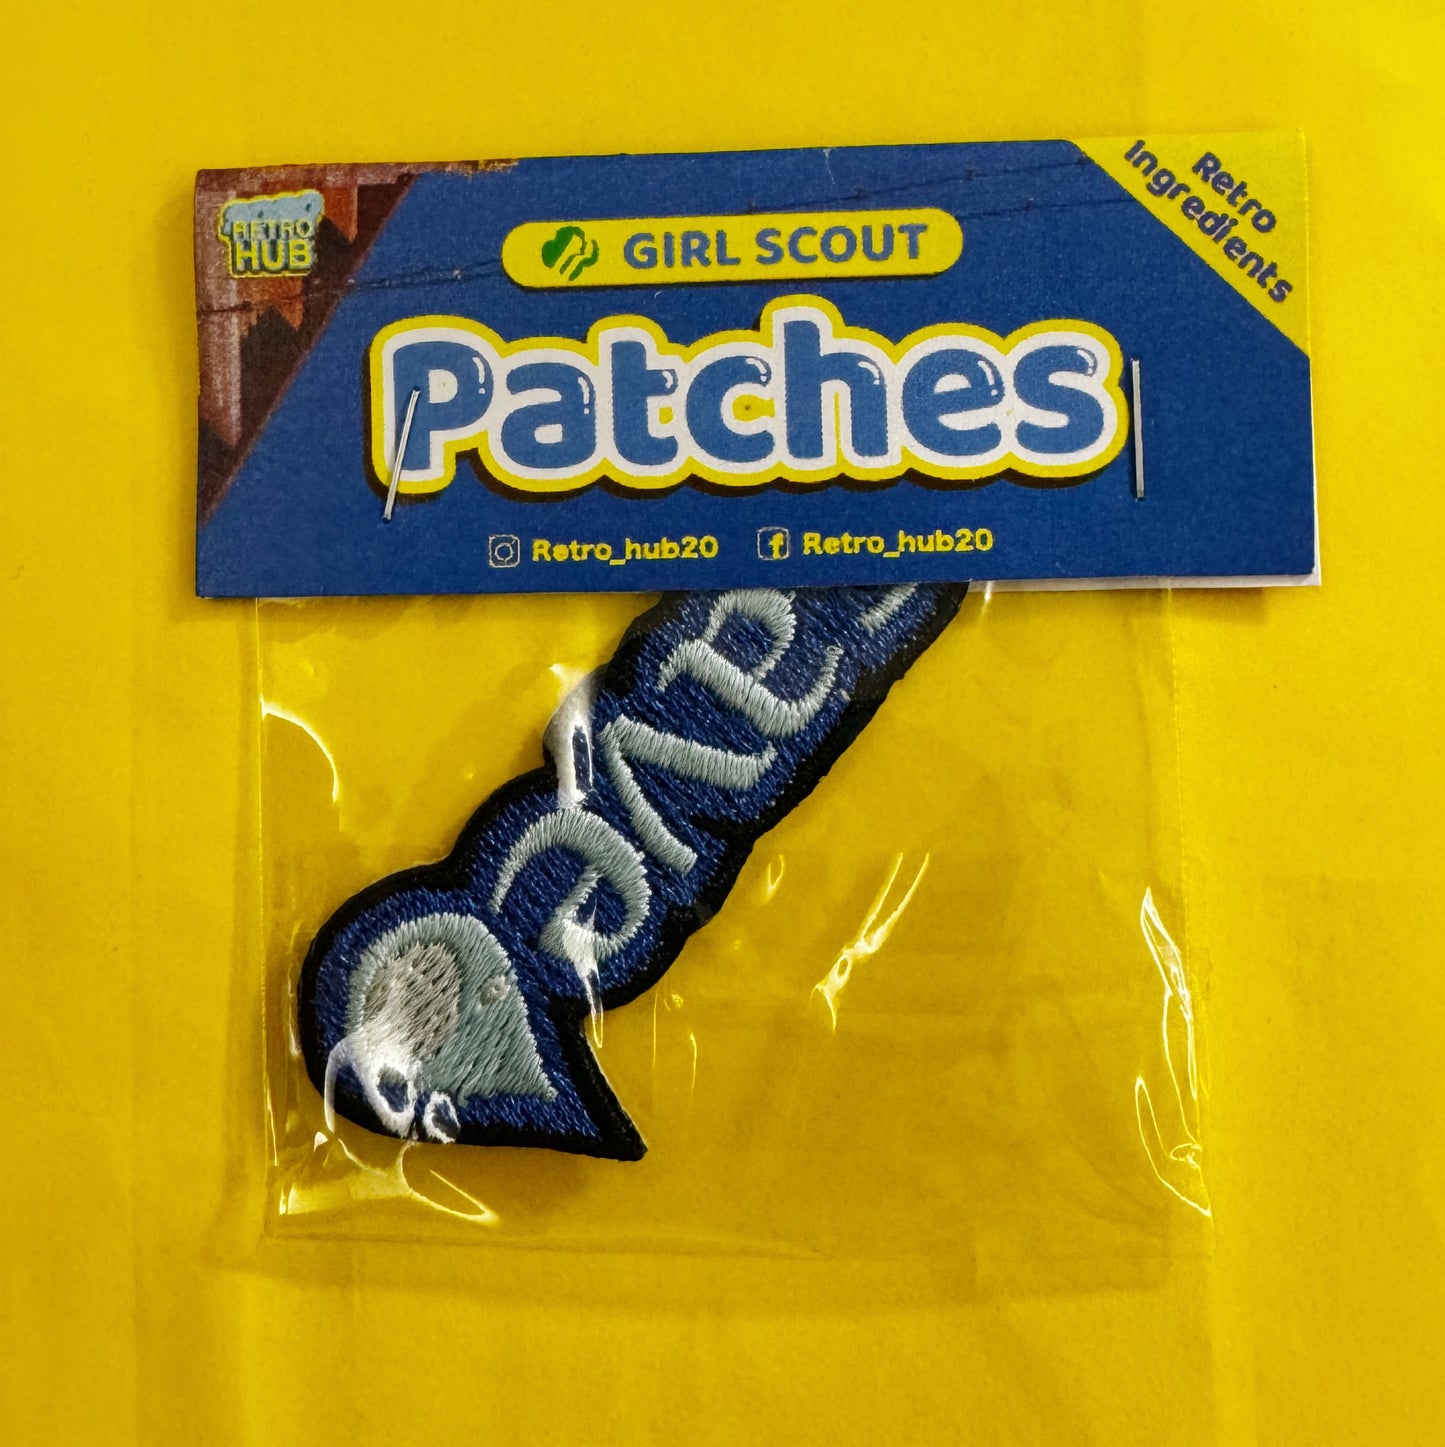 RETRO
HUB
GIRL SCOUT
Retro
Ingredients
Patches
Retro_hub20 Retro_hub20